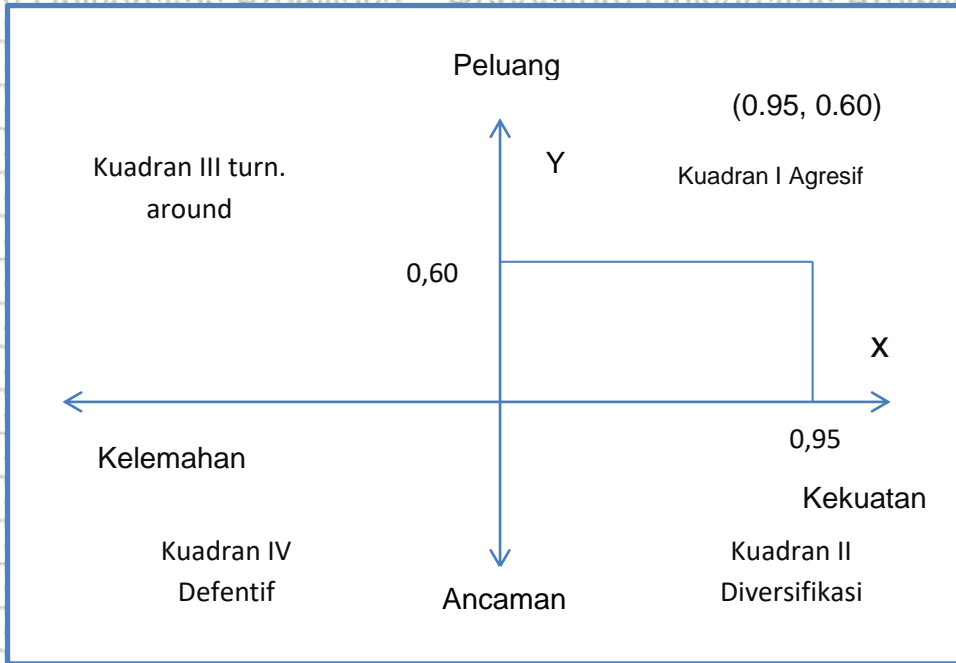 Peluang
(0.95, 0.60)
Kuadran III turn.
around
Y
Kuadran I Agresif
0,60
X
0,95
Kelemahan
Kekuatan
Kuadran IV
Defentif
Kuadran II
Diversifikasi
Ancaman